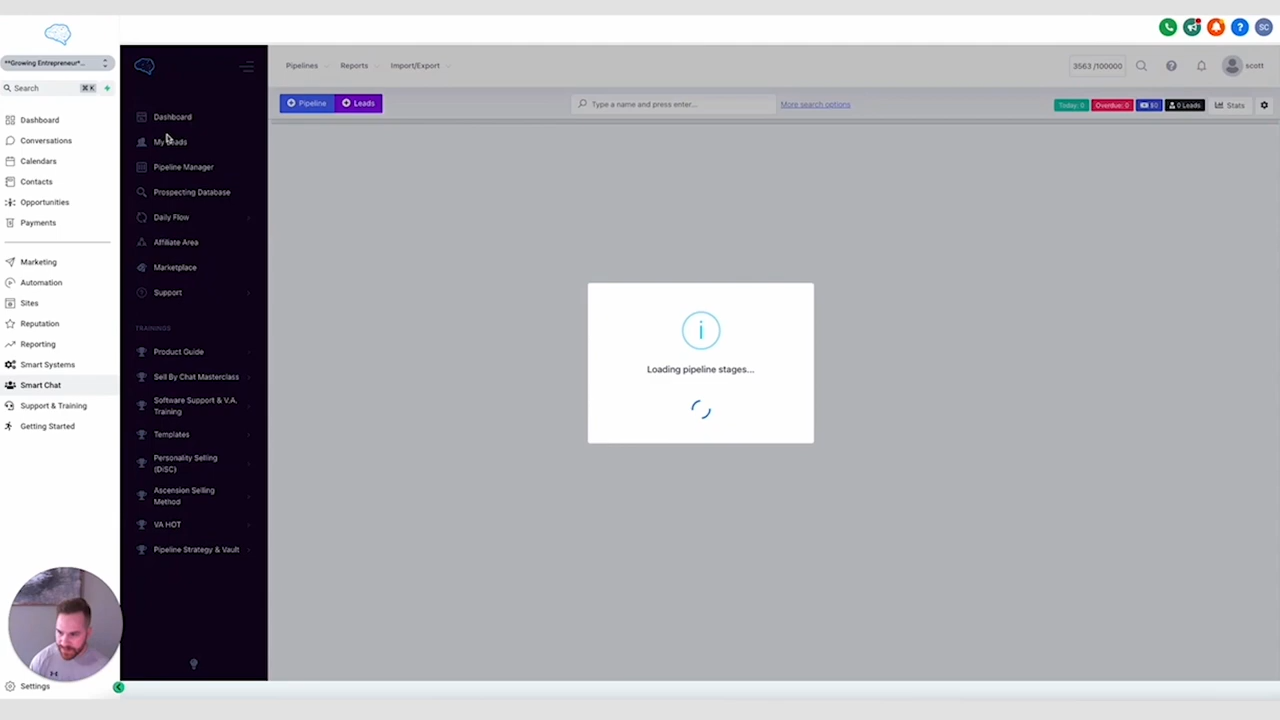 **Growing Entrepreneur*...
Search
⌘K
Dashboard
Conversations
Calendars
Contacts
Opportunities
Payments
Marketing
Automation
Sites
Reputation
Reporting
Smart Systems
Smart Chat
Support & Training
Getting Started
Settings
Dashboard
My Leads
Pipeline Manager
Prospecting Database
Daily Flow
Affiliate Area
Marketplace
Support
TRAININGS
Product Guide
Sell By Chat Masterclass
Software Support & V.A.
Training
Templates
Personality Selling
(DiSC)
Ascension Selling
Method
VA HOT
Pipeline Strategy & Vault
Pipelines
Reports
Import/Export
3563 /100000
scott
SC
Pipeline
Leads
Type a name and press enter...
More search options
Today: 0
Overdue: 0
$0
0 Leads
Stats
Loading pipeline stages...